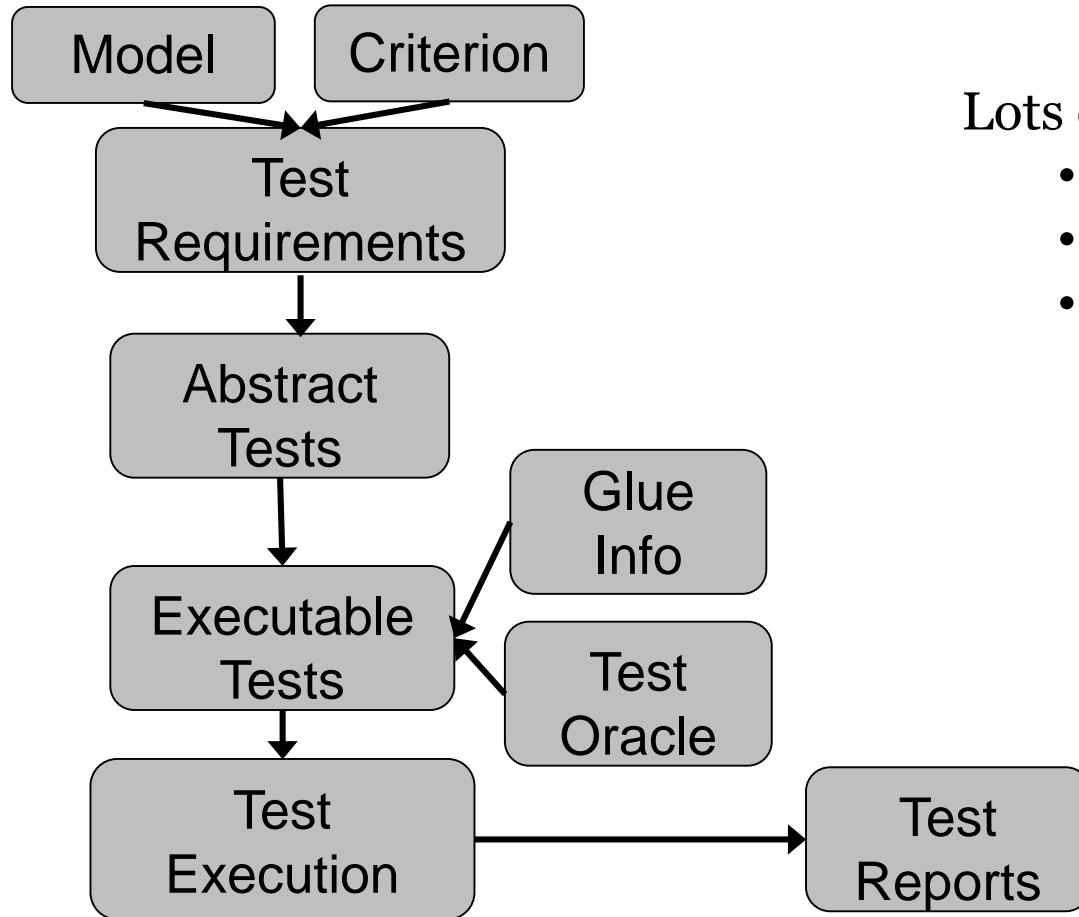 Model
Criterion
Lots
Test
Requirements
•
•
•
Abstract
Tests
Glue
Info
Executable
Tests
Test
Oracle
Test
Execution
Test
Reports